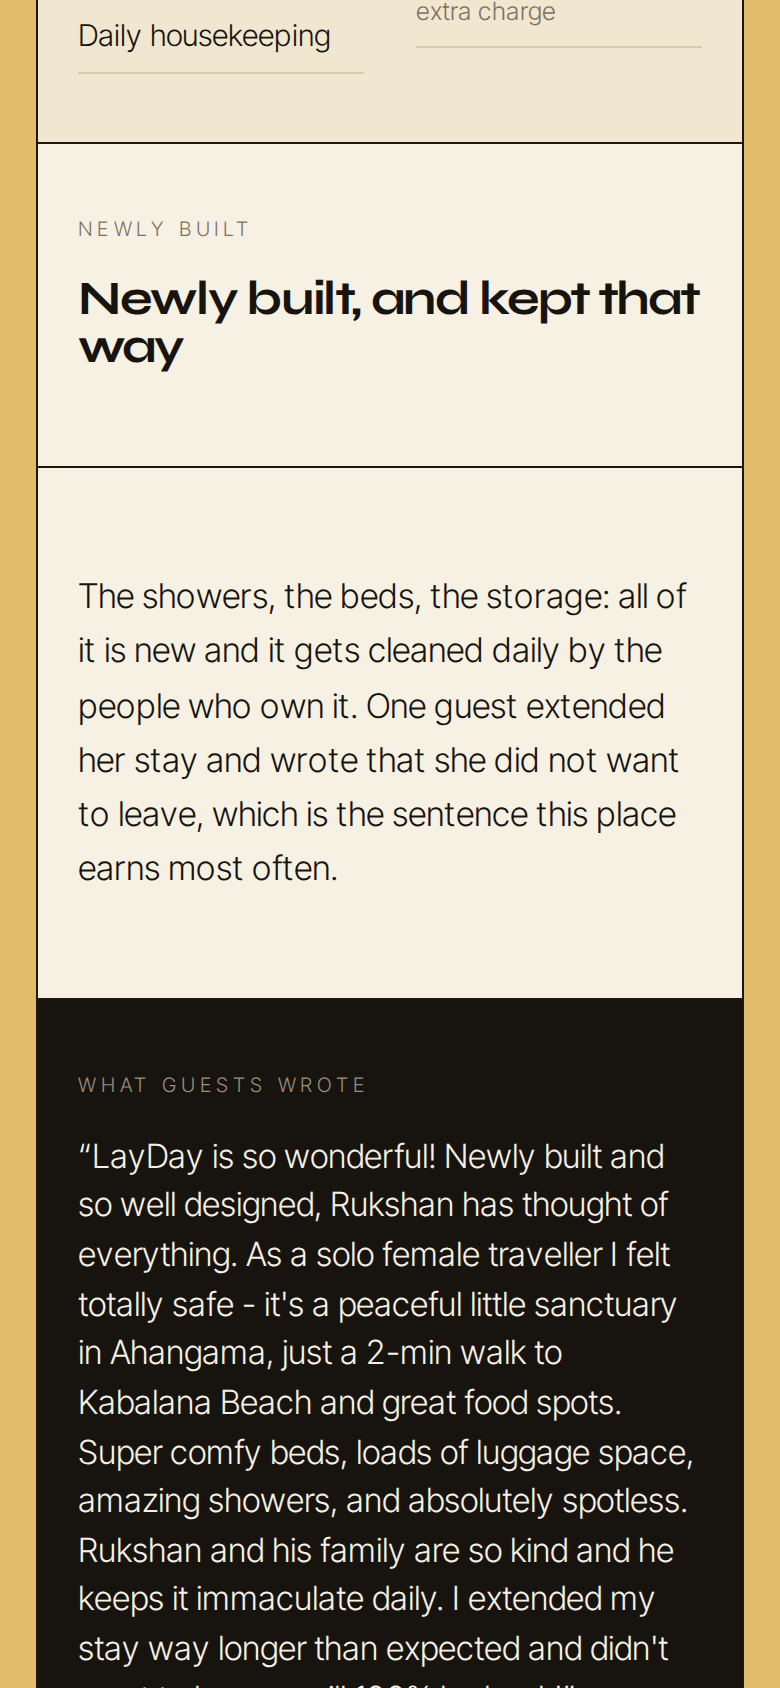 extra charge
Daily housekeeping
NEWLY BUILT
Newly built, and kept that
way
The showers, the beds, the storage: all of
it is new and it gets cleaned daily by the
people who own it. One guest extended
her stay and wrote that she did not want
to leave, which is the sentence this place
earns most often.
WHAT GUESTS WROTE
“LayDay is so wonderful! Newly built and
so well designed, Rukshan has thought of
everything. As a solo female traveller I felt
totally safe - it's a peaceful little sanctuary
in Ahangama, just a 2-min walk to
Kabalana Beach and great food spots.
Super comfy beds, loads of luggage space,
amazing showers, and absolutely spotless.
Rukshan and his family are so kind and he
keeps it immaculate daily. I extended my
stay way longer than expected and didn't